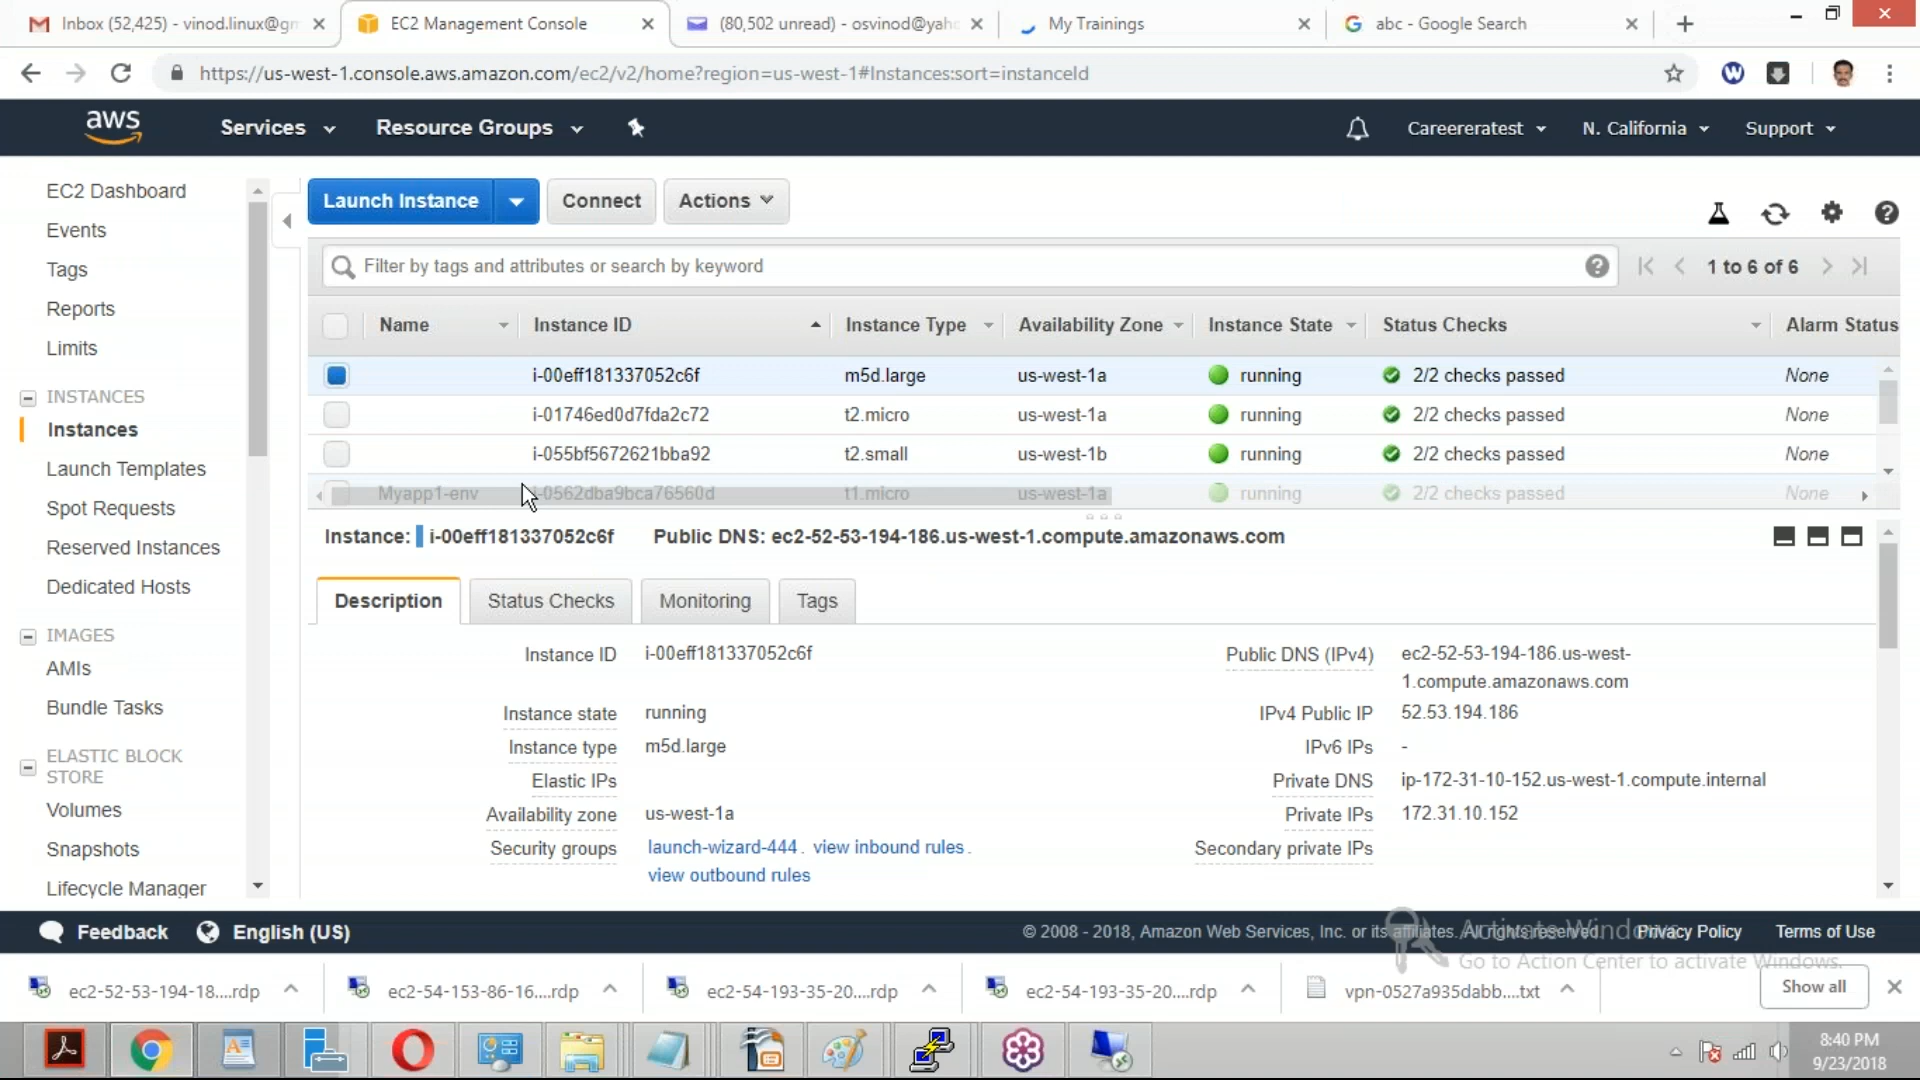 Inbox (52,425) - vinod.linux@gm
EC2 Management Console
(80,502 unread) - osvinod@yaho
My Trainings
abc - Google Search
https://us-west-1.console.aws.amazon.com/ec2/v2/home?region=us-west-1#Instances:sort=instanceId
aws
Services
Resource Groups
Careereratest
N. California
Support
EC2 Dashboard
Events
Tags
Reports
Limits
INSTANCES
Instances
Launch Templates
Spot Requests
Reserved Instances
Dedicated Hosts
IMAGES
AMIs
Bundle Tasks
ELASTIC BLOCK
STORE
Volumes
Snapshots
Lifecycle Manager
Launch Instance
Connect
Actions
Filter by tags and attributes or search by keyword
1 to 6 of 6
Name Instance ID Instance Type Availability Zone Instance State Status Checks Alarm Status
i-00eff181337052c6f m5d.large us-west-1a running 2/2 checks passed None
i-01746ed0d7fda2c72 t2.micro us-west-1a running 2/2 checks passed None
i-055bf5672621bba92 t2.small us-west-1b running 2/2 checks passed None
Myapp1-env i-0562dba9bca76560d t1.micro us-west-1a running 2/2 checks passed None
Instance: i-00eff181337052c6f Public DNS: ec2-52-53-194-186.us-west-1.compute.amazonaws.com
Description
Status Checks
Monitoring
Tags
Instance ID i-00eff181337052c6f
Instance state running
Instance type m5d.large
Elastic IPs
Availability zone us-west-1a
Security groups launch-wizard-444. view inbound rules.
view outbound rules
Public DNS (IPv4) ec2-52-53-194-186.us-west-
1.compute.amazonaws.com
IPv4 Public IP 52.53.194.186
IPv6 IPs -
Private DNS ip-172-31-10-152.us-west-1.compute.internal
Private IPs 172.31.10.152
Secondary private IPs
Feedback
English (US)
© 2008 - 2018, Amazon Web Services, Inc. or its affiliates. All rights reserved.
Privacy Policy
Terms of Use
Activate Windows
Go to Action Center to activate Windows.
ec2-52-53-194-18....rdp
ec2-54-153-86-16....rdp
ec2-54-193-35-20....rdp
ec2-54-193-35-20....rdp
vpn-0527a935dabb....txt
Show all
8:40 PM
9/23/2018